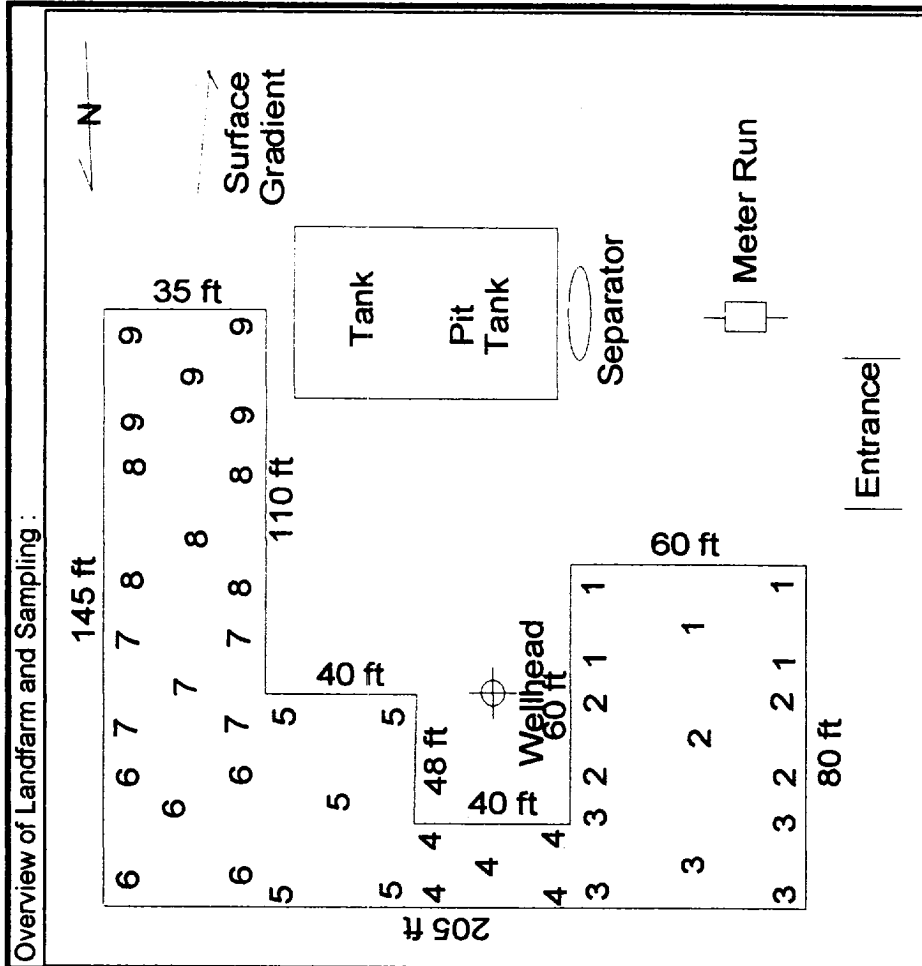 Overview of Landfarm and Sampling :
N
Surface
Gradient
145 ft
35 ft
9 9
9
9 9
8 8
8
8 8
110 ft
7 7
7
7 7
6 6
6
6 6
Tank
Pit
Tank
Separator
Meter Run
Entrance
40 ft
5 5
5
5 5
48 ft
40 ft
4 4
4
4 4
Wellhead
60 ft
60 ft
1 1
1
1 1
2 2
2
2 2
3 3
3
3 3
80 ft
205 ft